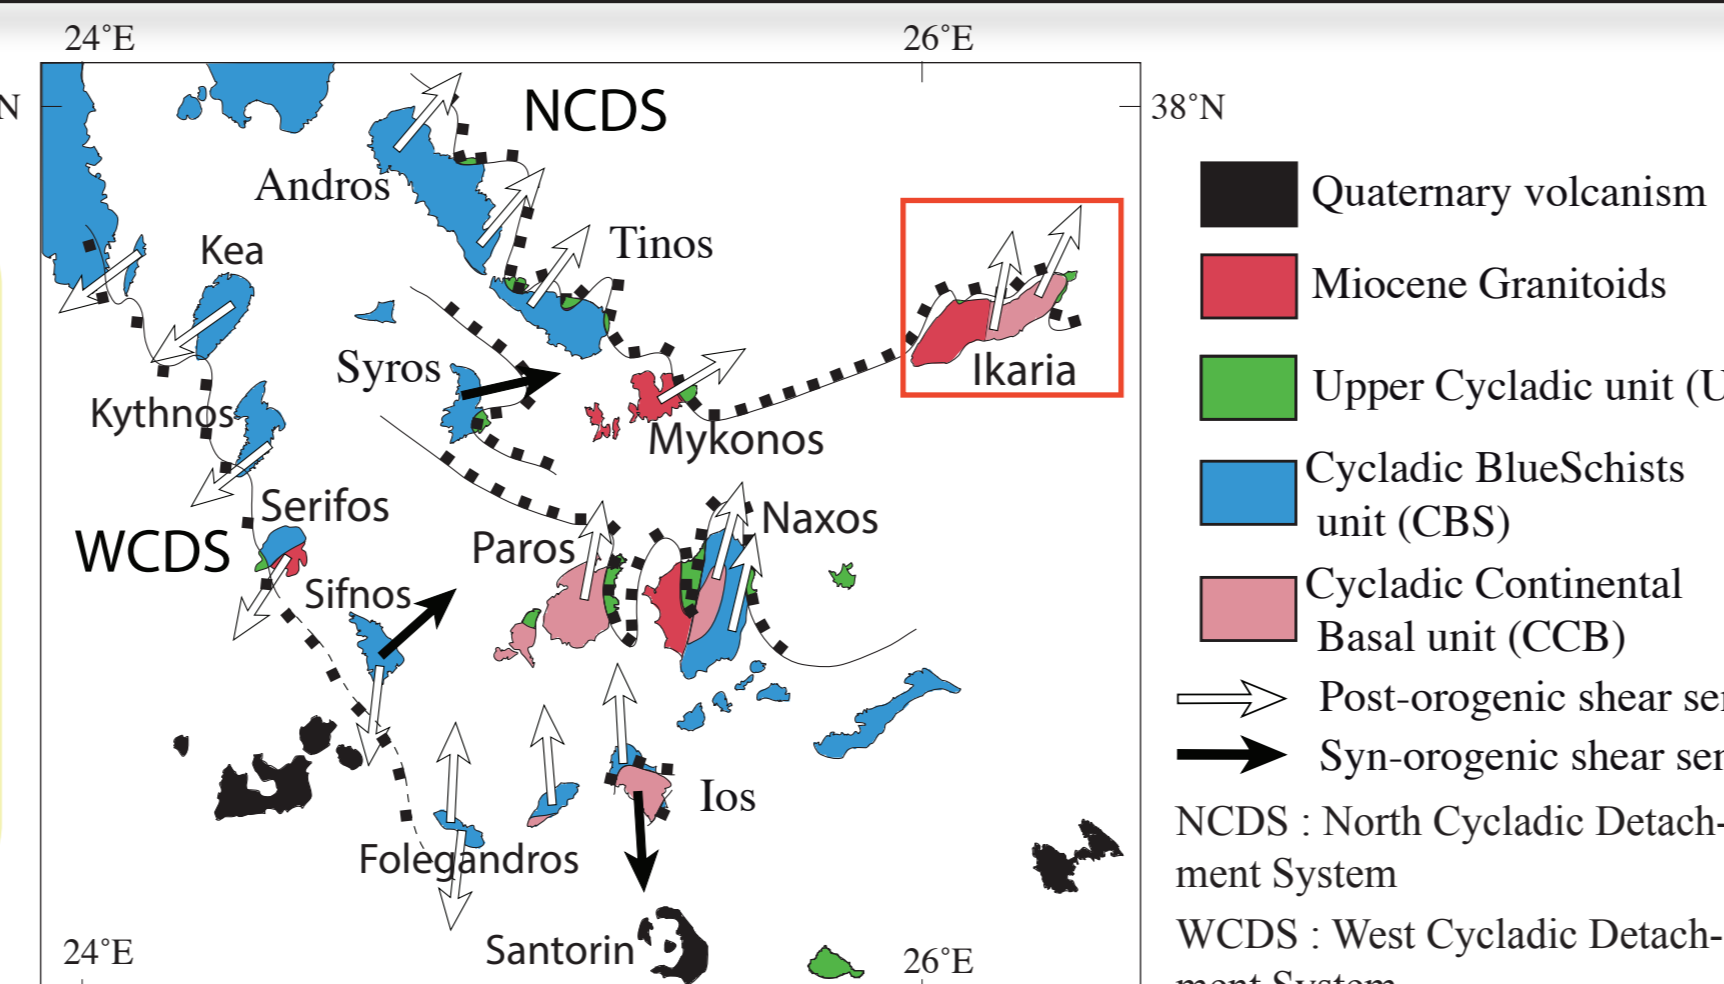 24°E
26°E
N
38°N
NCDS
Andros
Kea
Tinos
Syros
Ikaria
Kythnos
Mykonos
Serifos
WCDS
Paros
Naxos
Sifnos
Ios
Folegandros
Santorin
24°E
26°E
Quaternary volcanism
Miocene Granitoids
Upper Cycladic unit (U
Cycladic BlueSchists
unit (CBS)
Cycladic Continental
Basal unit (CCB)
Post-orogenic shear
Syn-orogenic shear
NCDS : North Cycladic Detach-
ment System
WCDS : West Cycladic Detach-
ment System